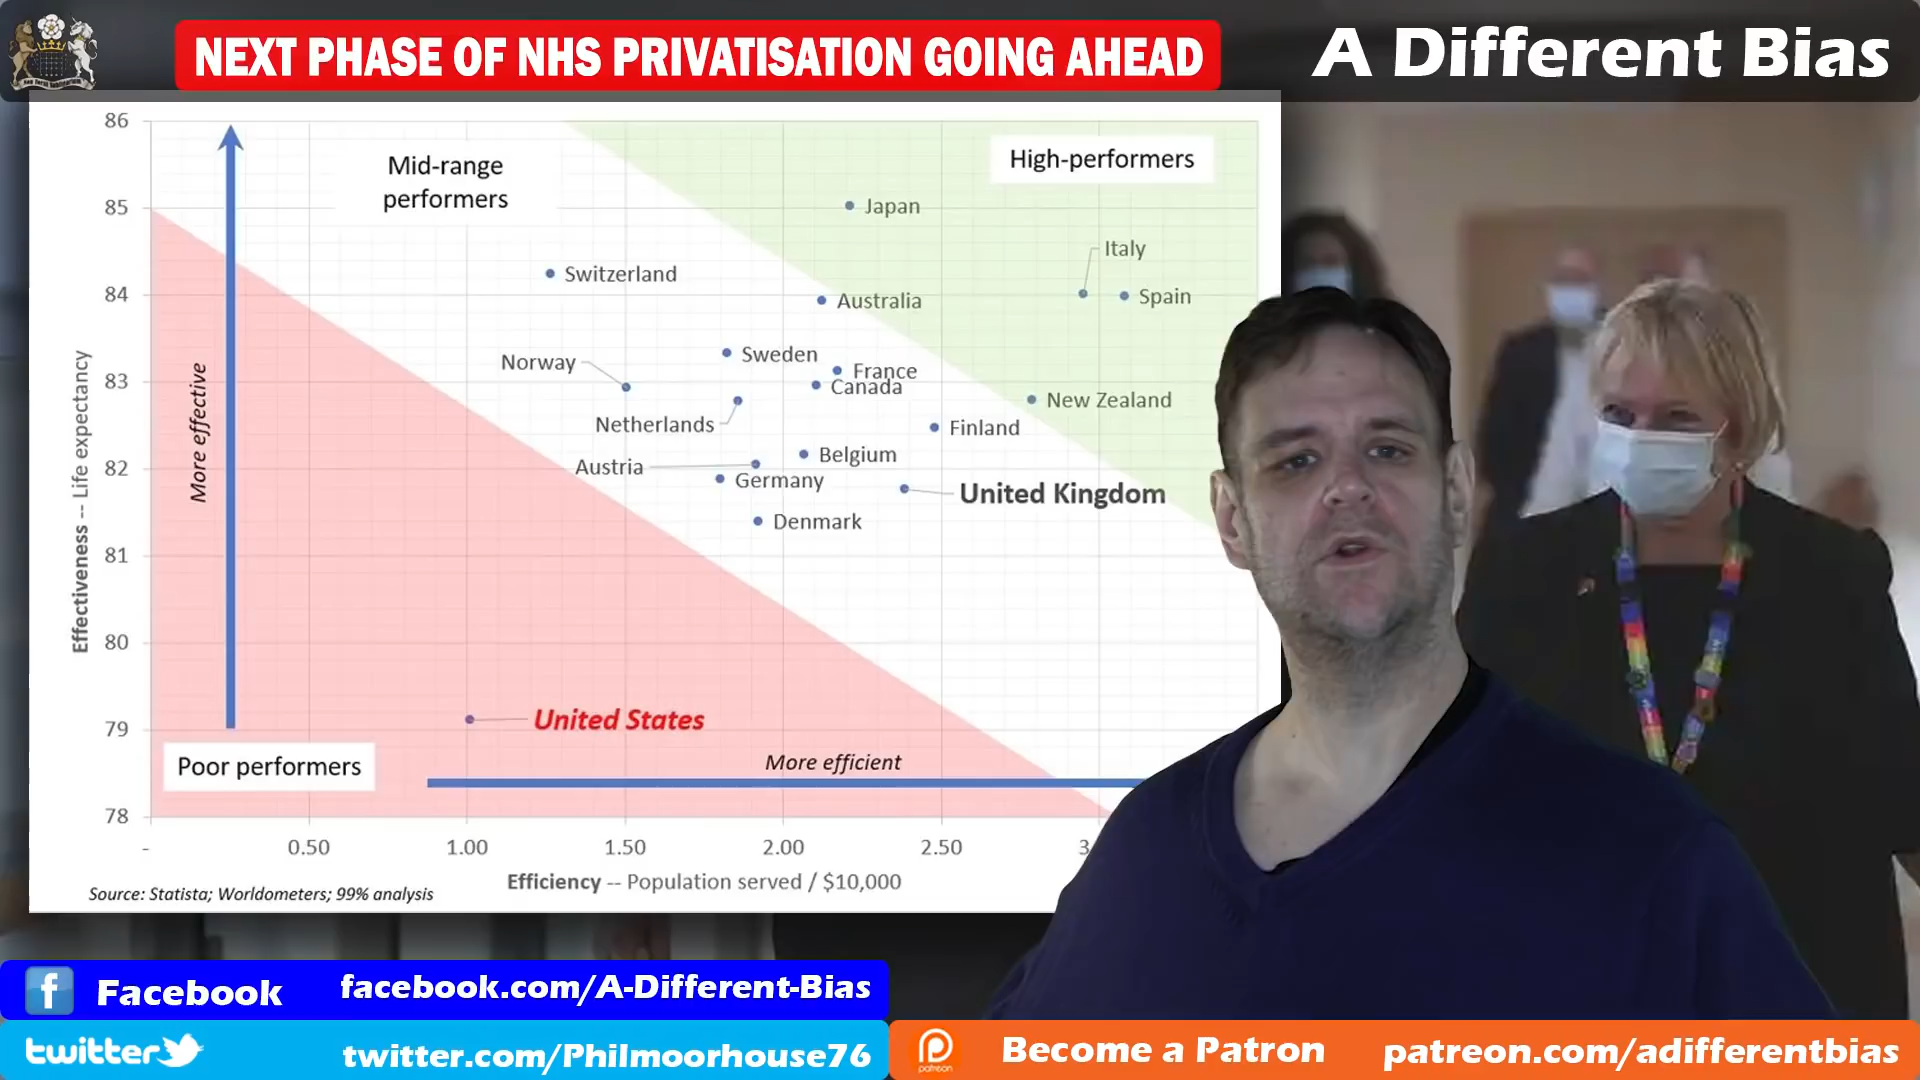 NEXT PHASE OF NHS PRIVATISATION GOING AHEAD
A Different Bias
86
85
84
83
82
81
80
79
78
Effectiveness -- Life expectancy
More effective
Mid-range
performers
High-performers
Japan
Italy
Switzerland
Spain
Australia
Sweden
Norway
France
Canada
New Zealand
Netherlands
Finland
Belgium
Austria
Germany
United Kingdom
Denmark
United States
Poor performers
More efficient
-
0.50
1.00
1.50
2.00
2.50
3.
Efficiency -- Population served / $10,000
Source: Statista; Worldometers; 99% analysis
f Facebook
facebook.com/A-Different-Bias
twitter
twitter.com/Philmoorhouse76
patreon
Become a Patron
patreon.com/adifferentbias